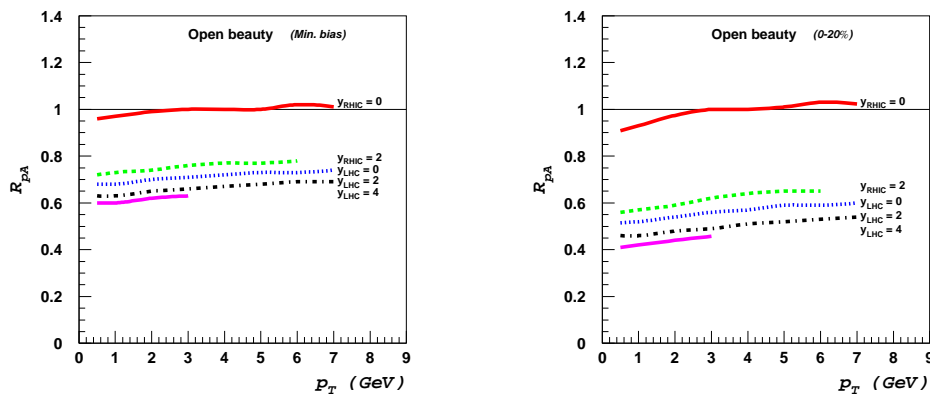 Open beauty (Min. bias)
R_pA
1.4
1.2
1
0.8
0.6
0.4
0.2
0
y_RHIC = 0
y_RHIC = 2
y_LHC = 0
y_LHC = 2
y_LHC = 4
0 1 2 3 4 5 6 7 8 9
p_T (GeV)
Open beauty (0-20%)
R_pA
1.4
1.2
1
0.8
0.6
0.4
0.2
0
y_RHIC = 0
y_RHIC = 2
y_LHC = 0
y_LHC = 2
y_LHC = 4
0 1 2 3 4 5 6 7 8 9
p_T (GeV)